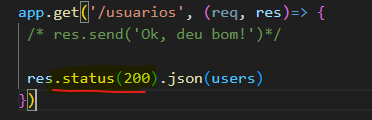 app.get('/usuarios', (req, res)=> {
/* res.send('Ok, deu bom!')*/
res.status(200).json(users)
})